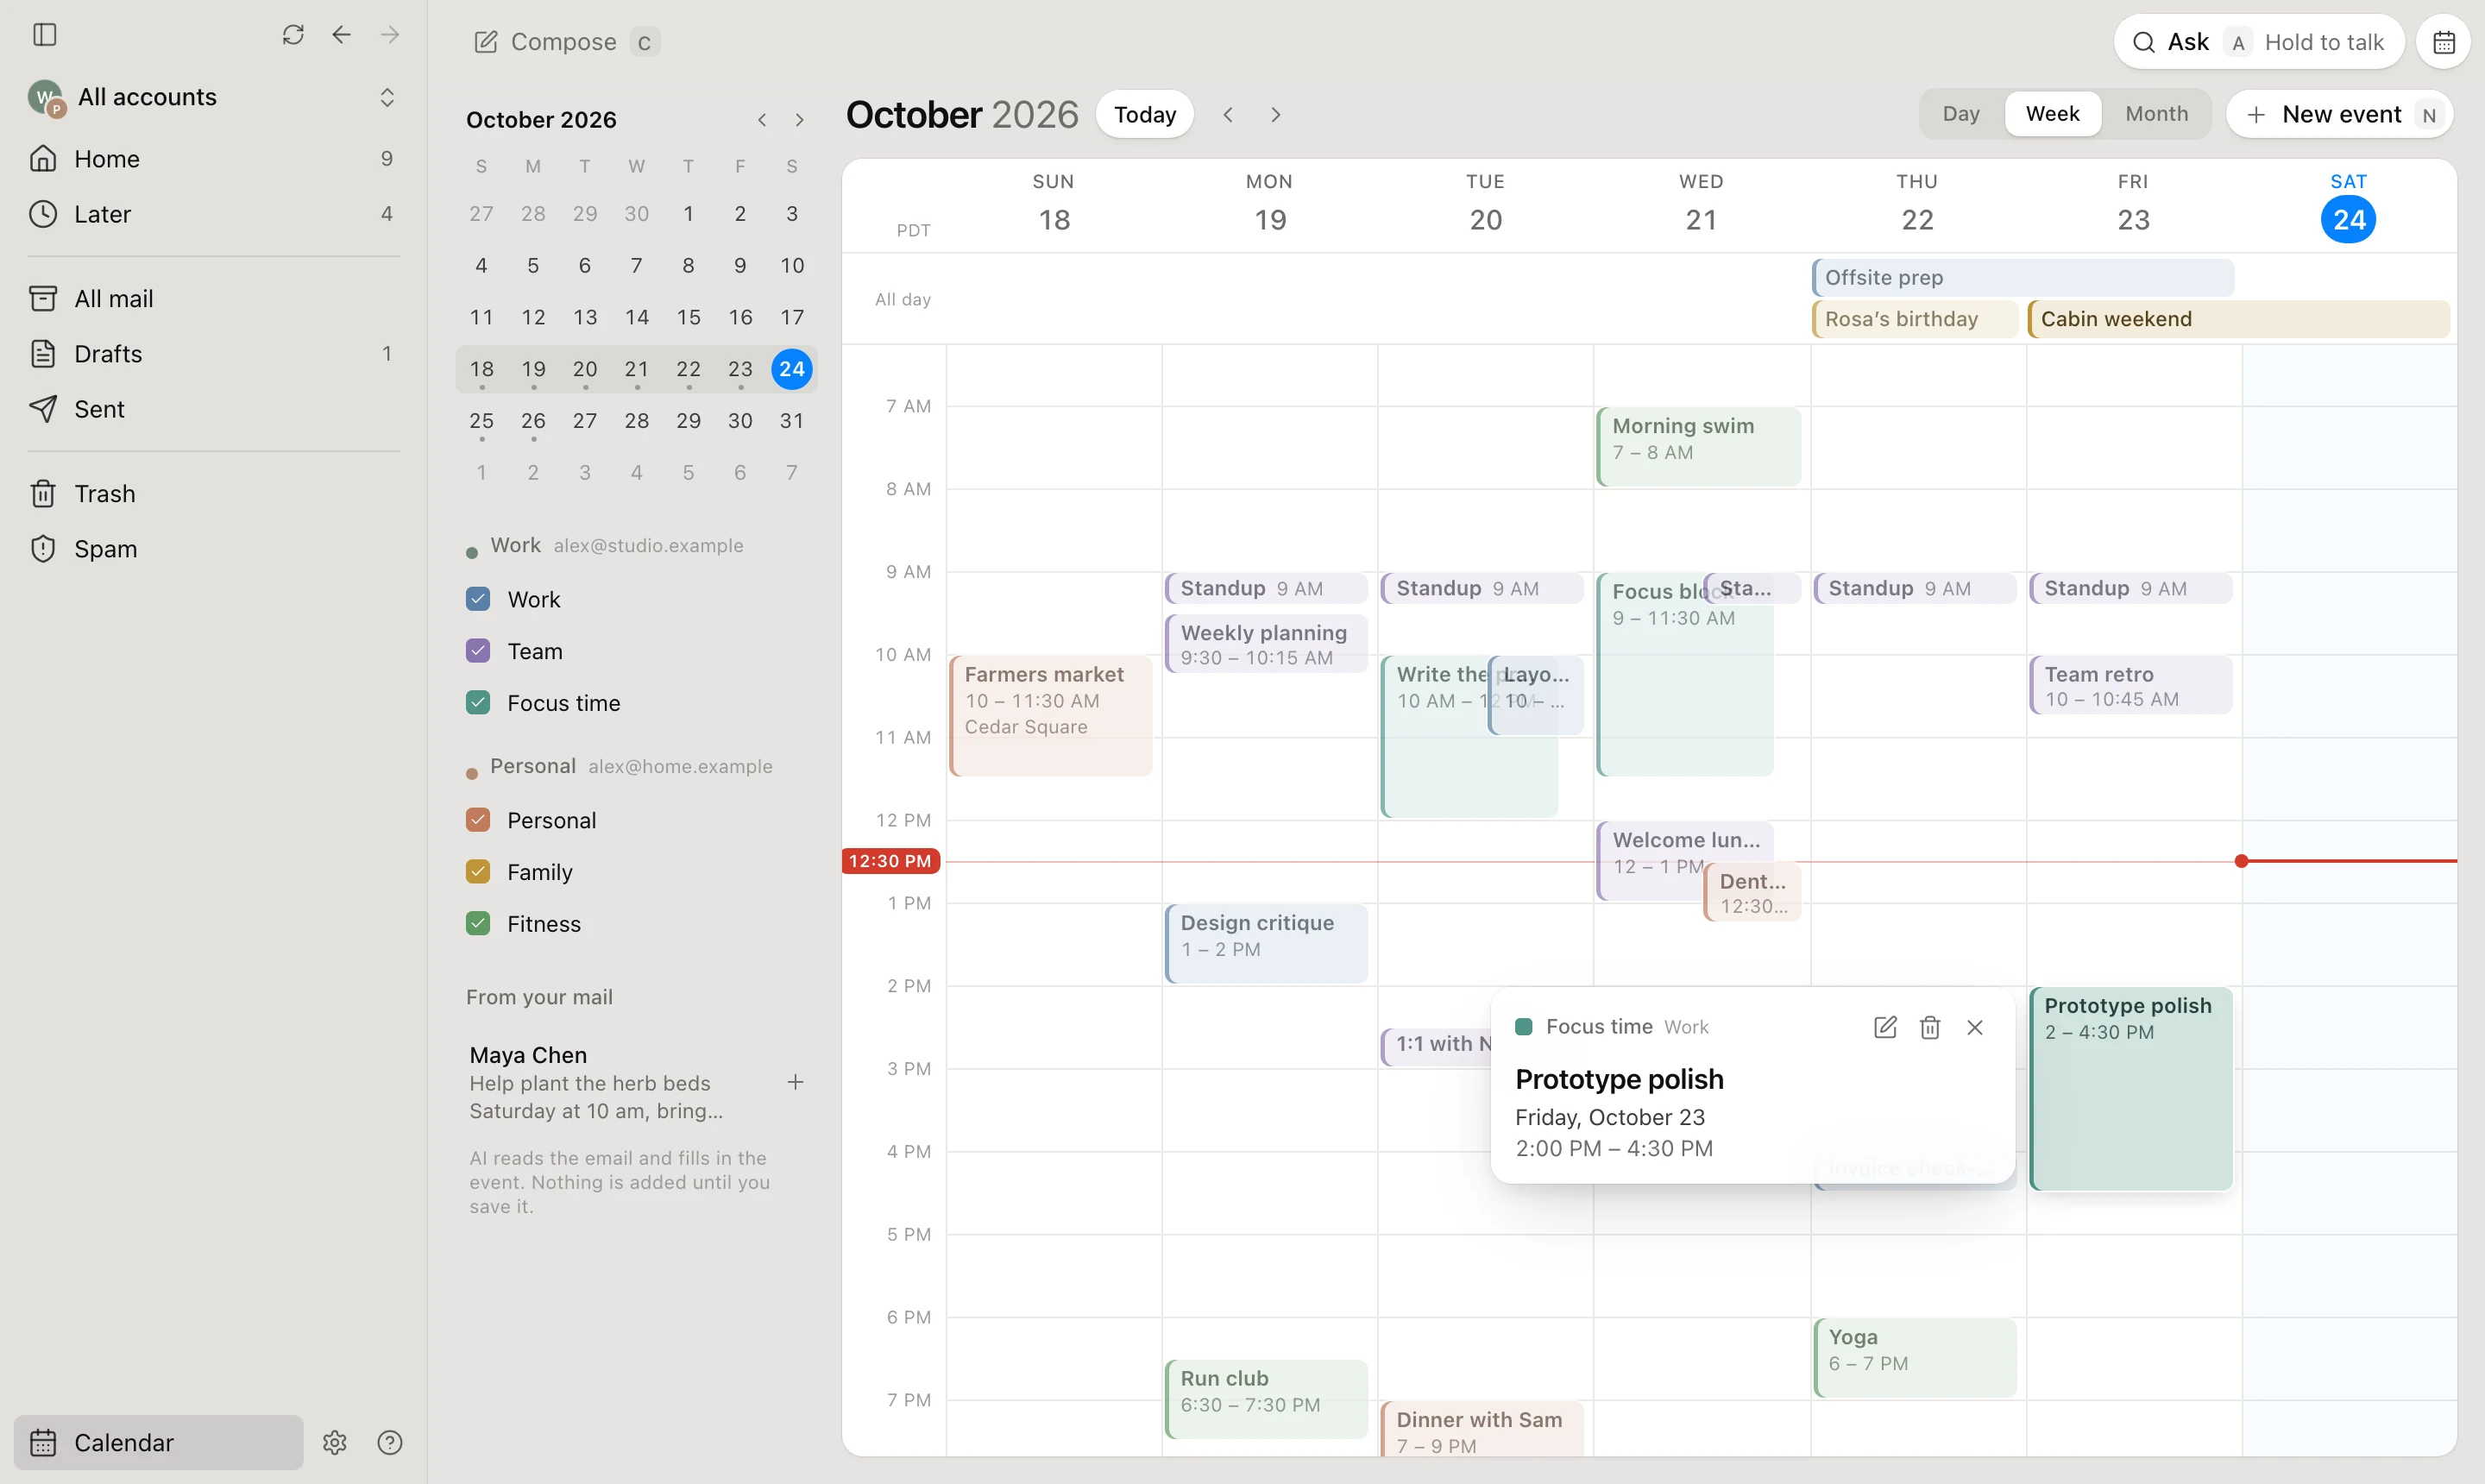 W
P
All accounts
Home 9
Later 4
All mail
Drafts 1
Sent
Trash
Spam
Calendar
Compose C
Ask A Hold to talk
October 2026
S M T W T F S
27 28 29 30 1 2 3
4 5 6 7 8 9 10
11 12 13 14 15 16 17
18 19 20 21 22 23 24
25 26 27 28 29 30 31
1 2 3 4 5 6 7
Work alex@studio.example
Work
Team
Focus time
Personal alex@home.example
Personal
Family
Fitness
From your mail
Maya Chen
Help plant the herb beds
Saturday at 10 am, bring...
AI reads the email and fills in the
event. Nothing is added until you
save it.
October 2026 Today
Day Week Month
New event N
PDT
SUN 18
MON 19
TUE 20
WED 21
THU 22
FRI 23
SAT 24
All day
Offsite prep
Rosa's birthday
Cabin weekend
7 AM
8 AM
9 AM
10 AM
11 AM
12 PM
12:30 PM
1 PM
2 PM
3 PM
4 PM
5 PM
6 PM
7 PM
Farmers market
10 – 11:30 AM
Cedar Square
Standup 9 AM
Weekly planning
9:30 – 10:15 AM
Design critique
1 – 2 PM
Run club
6:30 – 7:30 PM
Standup 9 AM
Write the
10 AM – 12 PM
Layo...
10 – ...
1:1 with N
Dinner with Sam
7 – 9 PM
Morning swim
7 – 8 AM
Focus block
9 – 11:30 AM
Sta...
Welcome lun...
12 – 1 PM
Dent...
12:30...
Standup 9 AM
Invoice check-...
Yoga
6 – 7 PM
Standup 9 AM
Team retro
10 – 10:45 AM
Prototype polish
2 – 4:30 PM
Focus time Work
Prototype polish
Friday, October 23
2:00 PM – 4:30 PM